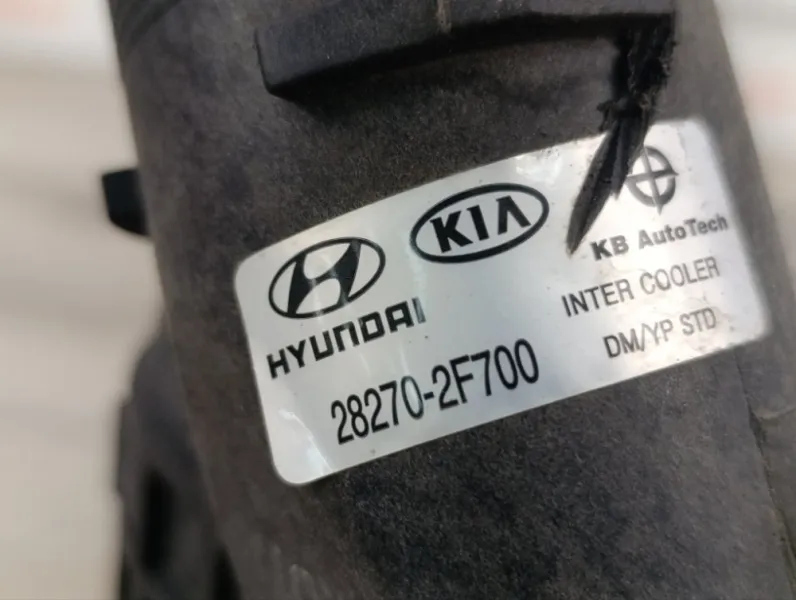 KIA
KB AutoTech
HYUNDAI
INTER COOLER
28270-2F700
DM/YP STD